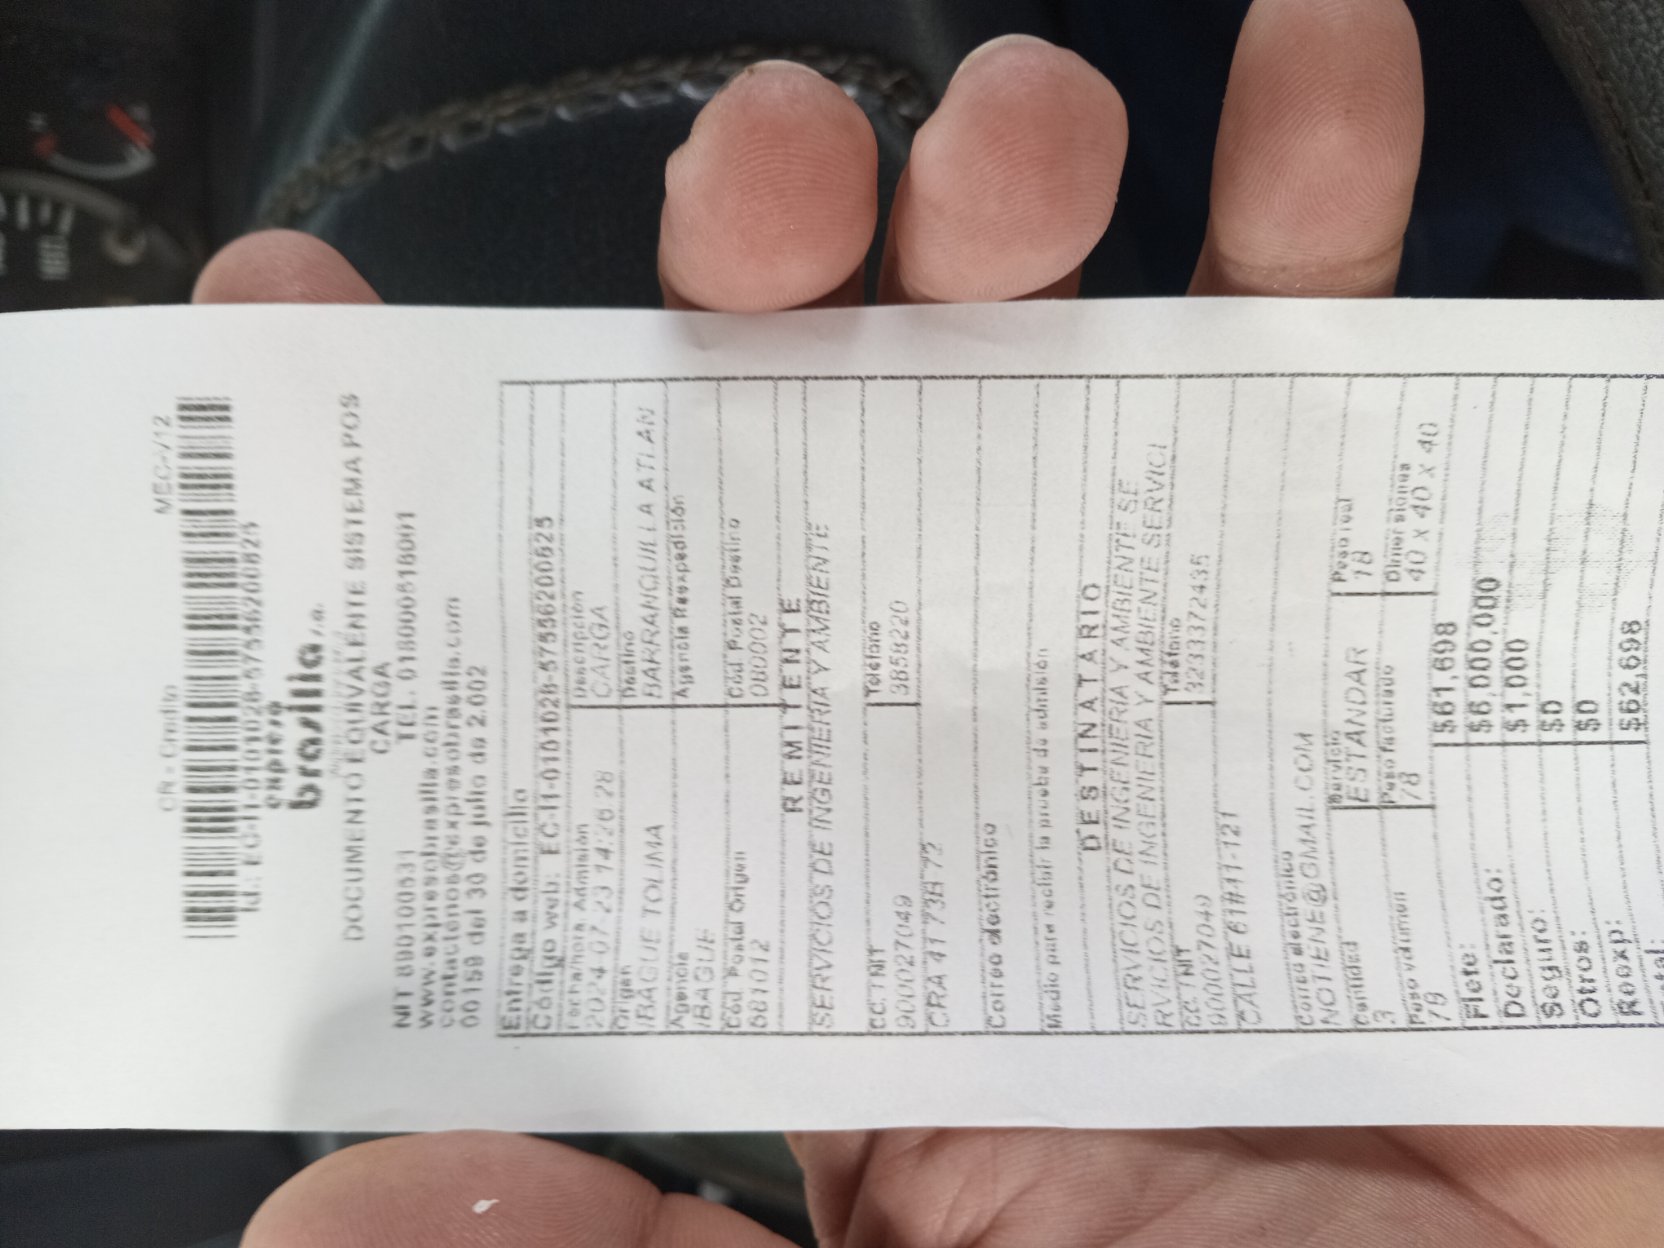 CR - Credito MEC-712
Id.: EC-11-0101028-57556200625
expreso
brasilia s.a.
DOCUMENTO EQUIVALENTE SISTEMA POS
CARGA
NIT 890100531 TEL. 018000518001
www.expresobrasilia.com
contactenos@expresobrasilia.com
00159 del 30 de julio de 2.002
Entrega a domicilio
Código web: EC-11-0101028-57556200625
Fecha/hora Admisión Descripción
2024-07-23 14:26:28 CARGA
Origen Destino
IBAGUE TOLIMA BARRANQUILLA ATLAN
Agencia Agencia Reexpedición
IBAGUE
Cód. Postal Origen Cód. Postal Destino
681012 080002
REMITENTE
SERVICIOS DE INGENIERIA Y AMBIENTE
CC. NIT Teléfono
900027049 3858220
CRA 41 73B 72
Correo electrónico
Medio para recibir la prueba de admisión
DESTINATARIO
SERVICIOS DE INGENIERIA Y AMBIENTE SE
RVICIOS DE INGENIERIA Y AMBIENTE SERVICI
CC. NIT Teléfono
900027049 3233372435
CALLE 61#41-121
Correo electrónico
NOTIENE@GMAIL.COM
Cantidad Servicio Peso real
3 ESTANDAR 18
Peso volumen Peso facturado Dimensiones
78 78 40 X 40 X 40
Flete: $61,698
Declarado: $6,000,000
Seguro: $1,000
Otros: $0
Reexp: $0
$62,698